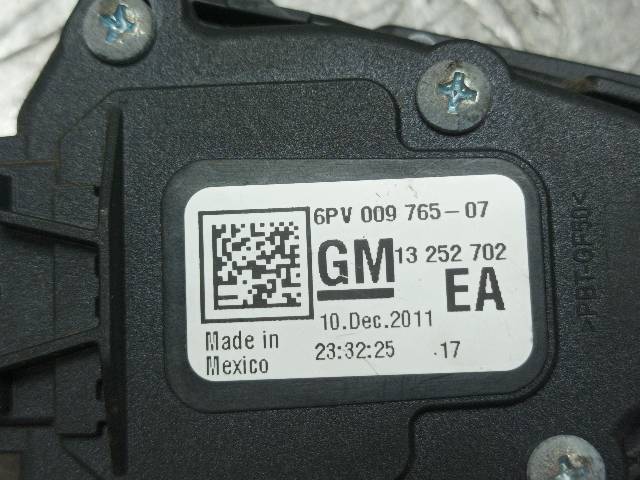 6PV 009 765-07
GM 13 252 702
EA
10.Dec.2011
Made in
Mexico
23:32:25 .17
>PBT-GF30<